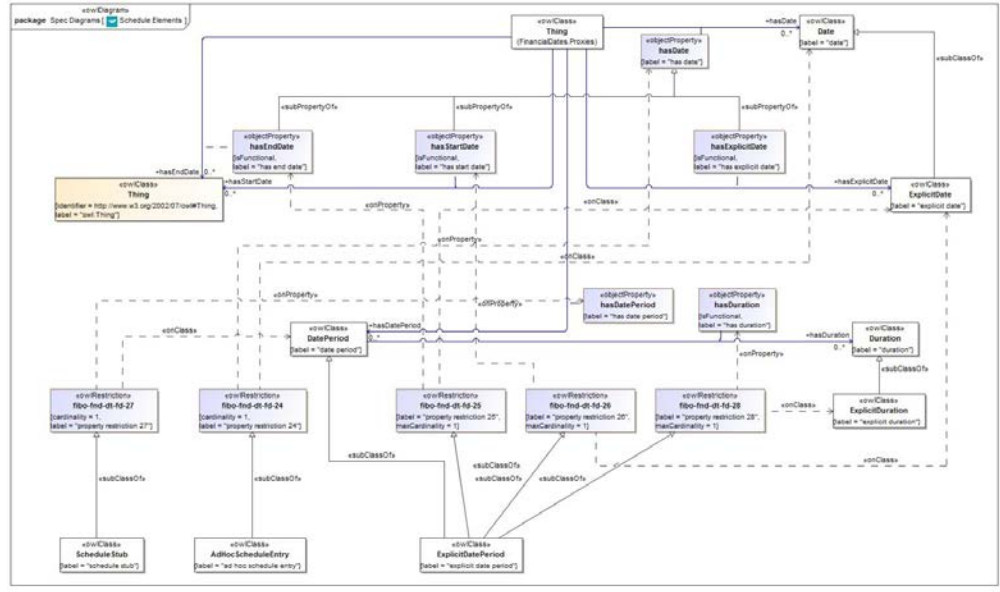 «owlDiagram»
package Spec Diagrams [ Schedule Elements ]
«owlClass»
Thing
(FinancialDates.Proxies)
+hasDate
0..*
«owlClass»
Date
[label = "date"]
«objectProperty»
hasDate
[label = "has date"]
«subClassOf»
«subPropertyOf»
«subPropertyOf»
«subPropertyOf»
«objectProperty»
hasEndDate
[isFunctional,
label = "has end date"]
«objectProperty»
hasStartDate
[isFunctional,
label = "has start date"]
«objectProperty»
hasExplicitDate
[isFunctional,
label = "has explicit date"]
+hasEndDate 0..*
«owlClass»
Thing
[identifier = http://www.w3.org/2002/07/owl#Thing,
label = "owl:Thing"]
+hasStartDate
0..*
+hasExplicitDate
0..*
«owlClass»
ExplicitDate
[label = "explicit date"]
«onProperty»
«onClass»
«onProperty»
«onClass»
«onProperty»
«onProperty»
«objectProperty»
hasDatePeriod
[label = "has date period"]
«objectProperty»
hasDuration
[isFunctional,
label = "has duration"]
«onClass»
«owlClass»
DatePeriod
[label = "date period"]
+hasDatePeriod
0..*
+hasDuration
0..*
«owlClass»
Duration
[label = "duration"]
«onProperty»
«subClassOf»
«owlRestriction»
fibo-fnd-dt-fd-27
[cardinality = 1,
label = "property restriction 27"]
«owlRestriction»
fibo-fnd-dt-fd-24
[cardinality = 1,
label = "property restriction 24"]
«owlRestriction»
fibo-fnd-dt-fd-25
[label = "property restriction 25",
maxCardinality = 1]
«owlRestriction»
fibo-fnd-dt-fd-26
[label = "property restriction 26",
maxCardinality = 1]
«owlRestriction»
fibo-fnd-dt-fd-28
[label = "property restriction 28",
maxCardinality = 1]
«onClass»
«owlClass»
ExplicitDuration
[label = "explicit duration"]
«subClassOf»
«subClassOf»
«subClassOf»
«subClassOf»
«subClassOf»
«subClassOf»
«onClass»
«owlClass»
ScheduleStub
[label = "schedule stub"]
«owlClass»
AdHocScheduleEntry
[label = "ad hoc schedule entry"]
«owlClass»
ExplicitDatePeriod
[label = "explicit date period"]